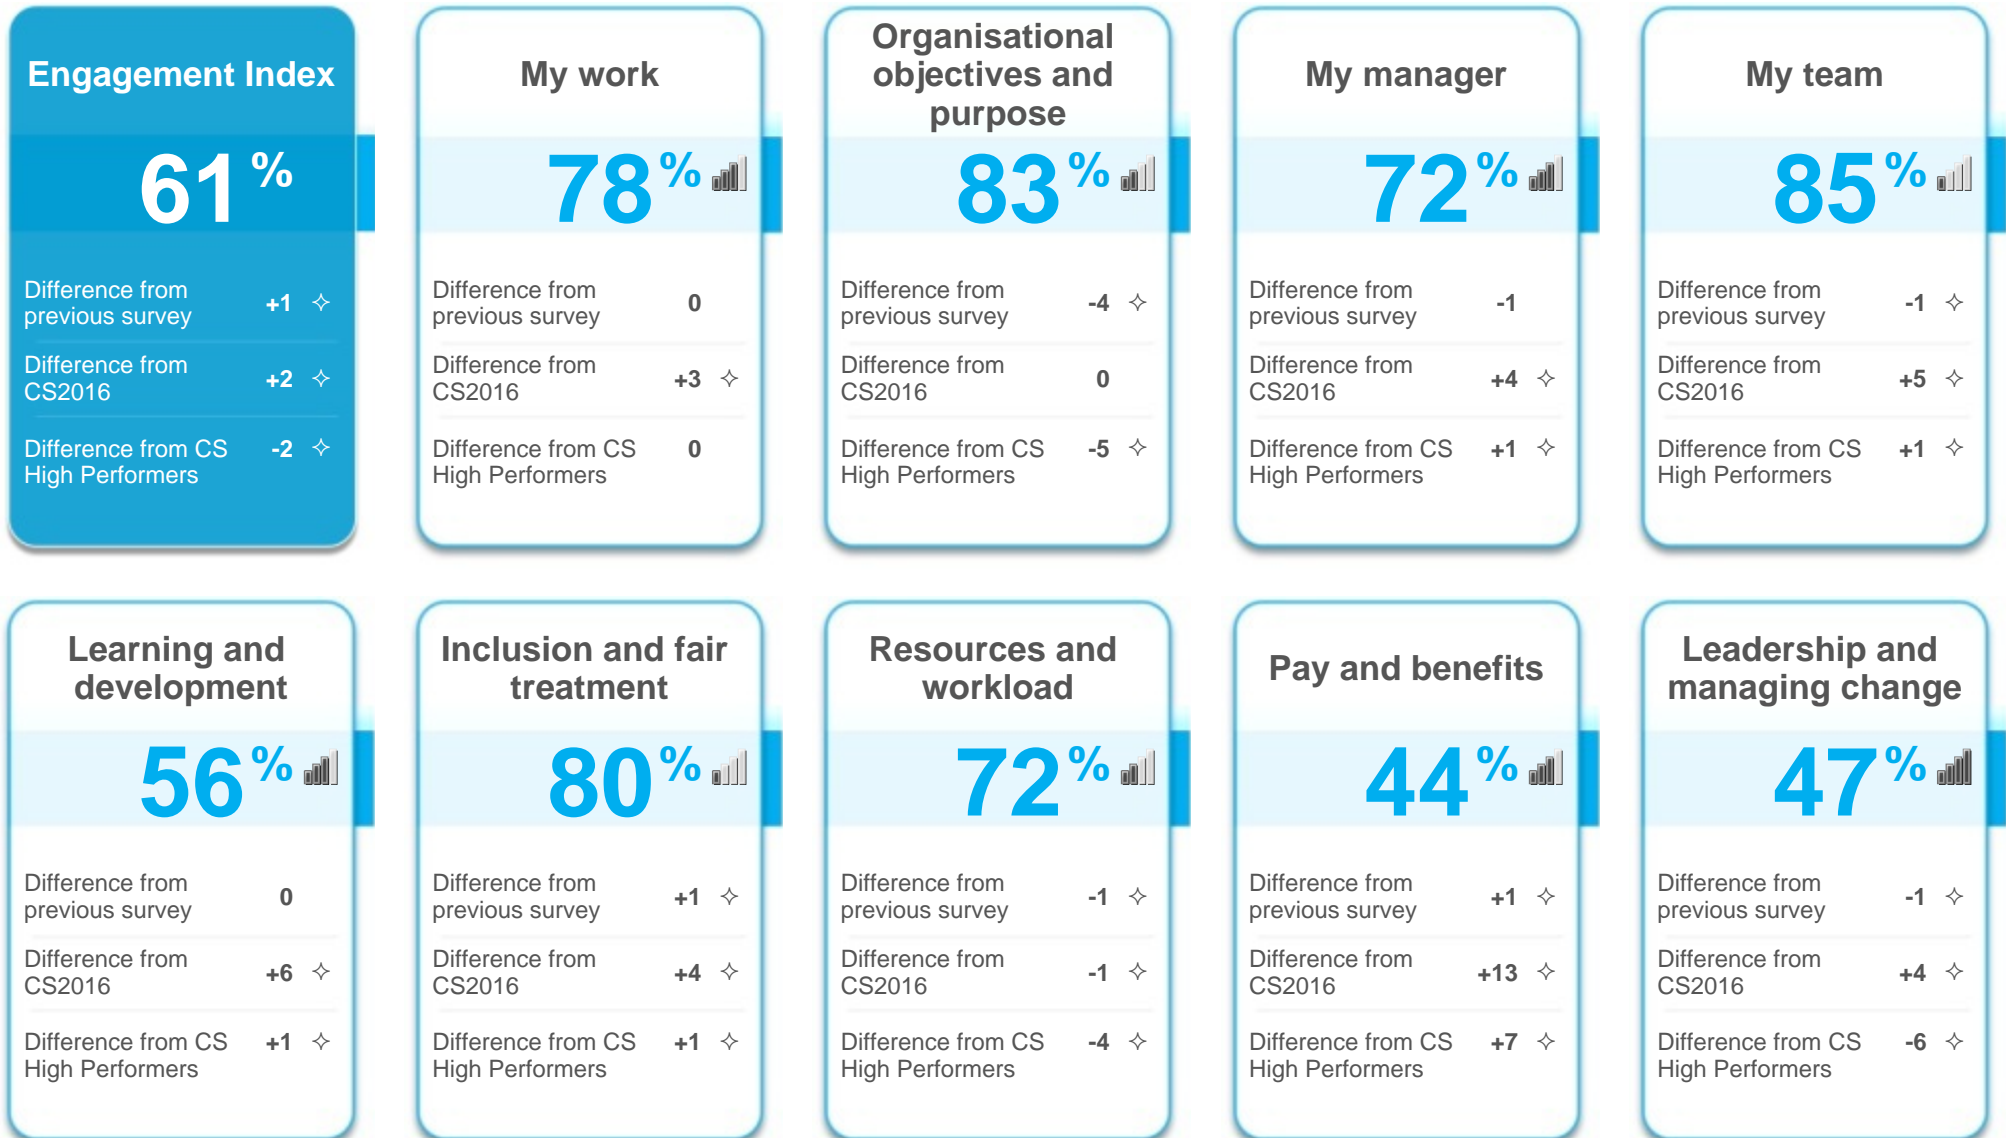 Engagement Index
61%
Difference from
previous survey +1 ✧
Difference from
CS2016 +2 ✧
Difference from CS
High Performers -2 ✧
My work
78%
Difference from
previous survey 0
Difference from
CS2016 +3 ✧
Difference from CS
High Performers 0
Organisational
objectives and
purpose
83%
Difference from
previous survey -4 ✧
Difference from
CS2016 0
Difference from CS
High Performers -5 ✧
My manager
72%
Difference from
previous survey -1
Difference from
CS2016 +4 ✧
Difference from CS
High Performers +1 ✧
My team
85%
Difference from
previous survey -1 ✧
Difference from
CS2016 +5 ✧
Difference from CS
High Performers +1 ✧
Learning and
development
56%
Difference from
previous survey 0
Difference from
CS2016 +6 ✧
Difference from CS
High Performers +1 ✧
Inclusion and fair
treatment
80%
Difference from
previous survey +1 ✧
Difference from
CS2016 +4 ✧
Difference from CS
High Performers +1 ✧
Resources and
workload
72%
Difference from
previous survey -1 ✧
Difference from
CS2016 -1 ✧
Difference from CS
High Performers -4 ✧
Pay and benefits
44%
Difference from
previous survey +1 ✧
Difference from
CS2016 +13 ✧
Difference from CS
High Performers +7 ✧
Leadership and
managing change
47%
Difference from
previous survey -1 ✧
Difference from
CS2016 +4 ✧
Difference from CS
High Performers -6 ✧